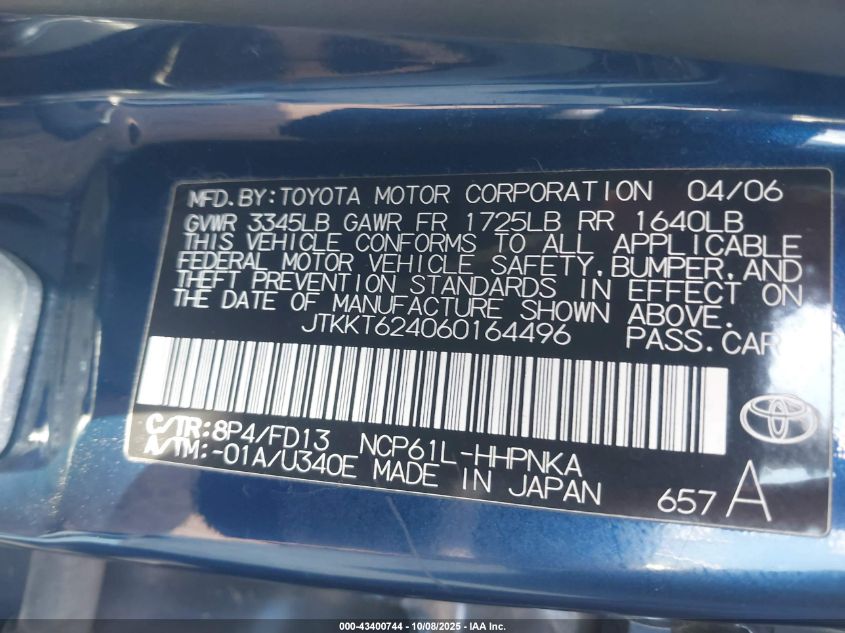 MFD.BY:TOYOTA MOTOR CORPORATION 04/06
GVWR 3345LB GAWR FR 1725LB RR 1640LB
THIS VEHICLE CONFORMS TO ALL APPLICABLE
FEDERAL MOTOR VEHICLE SAFETY,BUMPER,AND
THEFT PREVENTION STANDARDS IN EFFECT ON
THE DATE OF MANUFACTURE SHOWN ABOVE.
JTKKT624060164496 PASS.CAR
C/TR:8P4/FD13 NCP61L-HHPNKA
A/TM:-01A/U340E MADE IN JAPAN 657 A
000-43400744 | 10/08/2025 - IAA Inc.